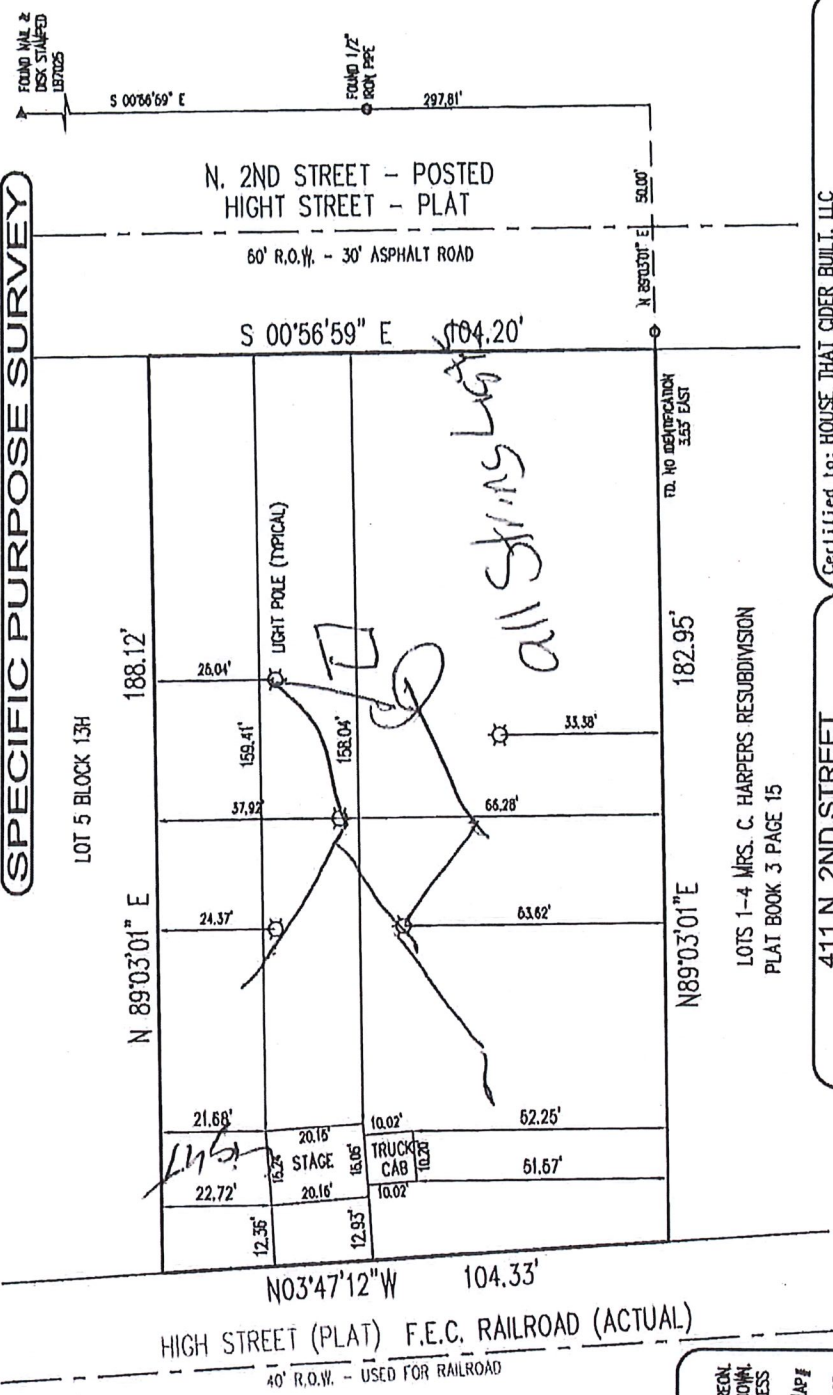 SPECIFIC PURPOSE SURVEY
FOUND NAIL &
DISK STAMPED
LB7025
S 00°56'59" E
FOUND 1/2"
IRON PIPE
297.81'
N. 2ND STREET - POSTED
HIGHT STREET - PLAT
60' R.O.W. - 30' ASPHALT ROAD
N 89°03'01" E 50.00'
S 00°56'59" E 104.20'
FD. NO IDENTIFICATION
3.53' EAST
all String
LOT 5 BLOCK 13H
N 89°03'01" E 188.12'
LIGHT POLE (TYPICAL)
26.04'
159.41'
158.04'
33.38'
37.92'
66.28'
24.37'
63.62'
N89°03'01"E 182.95'
LOTS 1-4 MRS. C. HARPERS RESUBDIVISION
PLAT BOOK 3 PAGE 15
21.68'
20.16'
10.02'
52.25'
Light
16.24'
STAGE
16.06'
TRUCK
CAB
10.20'
22.72'
20.16'
10.02'
51.57'
12.36'
12.93'
N03°47'12"W 104.33'
HIGH STREET (PLAT) F.E.C. RAILROAD (ACTUAL)
40' R.O.W. - USED FOR RAILROAD
Certified to: HOUSE THAT CIDER BUILT, LLC
411 N. 2ND STREET